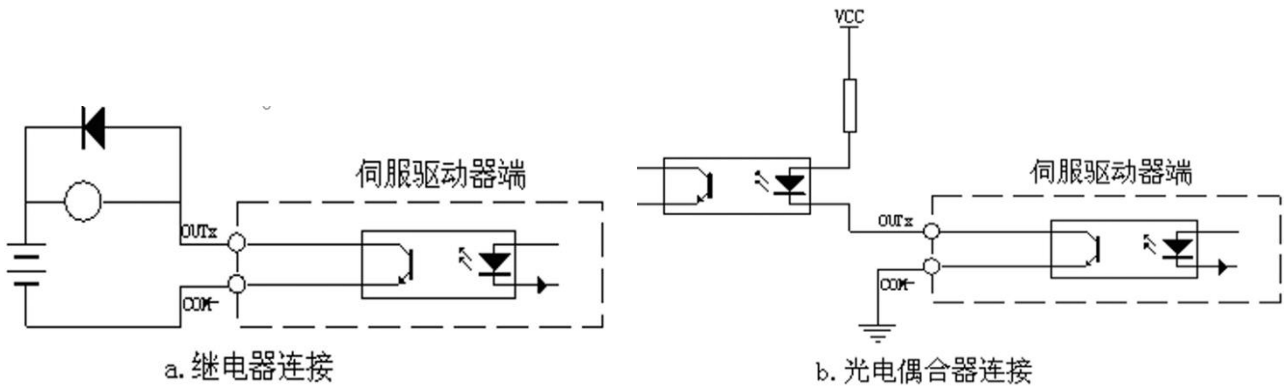 VCC
伺服驱动器端
OUTx
COM-
a.继电器连接
伺服驱动器端
OUTx
COM-
b.光电偶合器连接